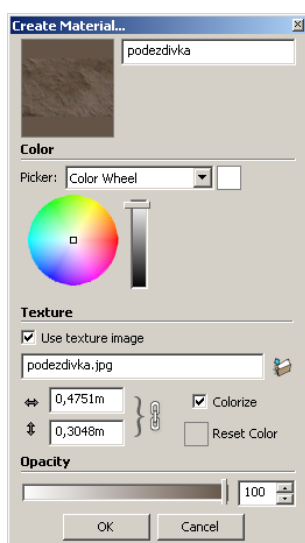 Create Material...
podezdivka
Color
Picker: Color Wheel
Texture
Use texture image
podezdivka.jpg
0,4751m
Colorize
0,3048m
Reset Color
Opacity
100
OK Cancel